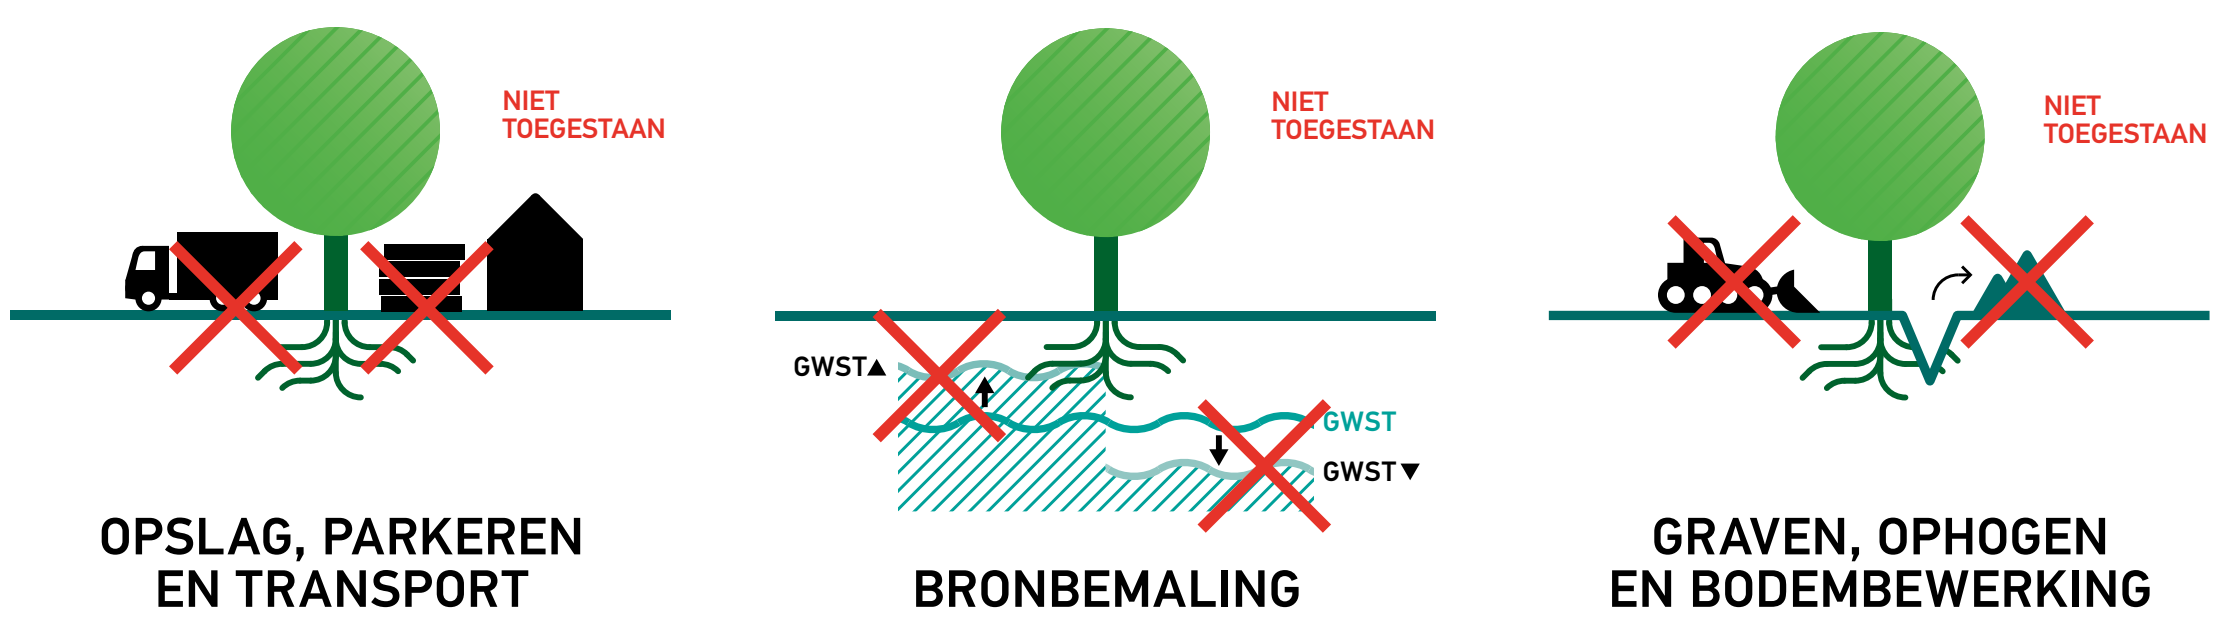 NIET
TOEGESTAAN
OPSLAG, PARKEREN
EN TRANSPORT
NIET
TOEGESTAAN
GWST▲
GWST
GWST▼
BRONBEMALING
NIET
TOEGESTAAN
GRAVEN, OPHOGEN
EN BODEMBEWERKING